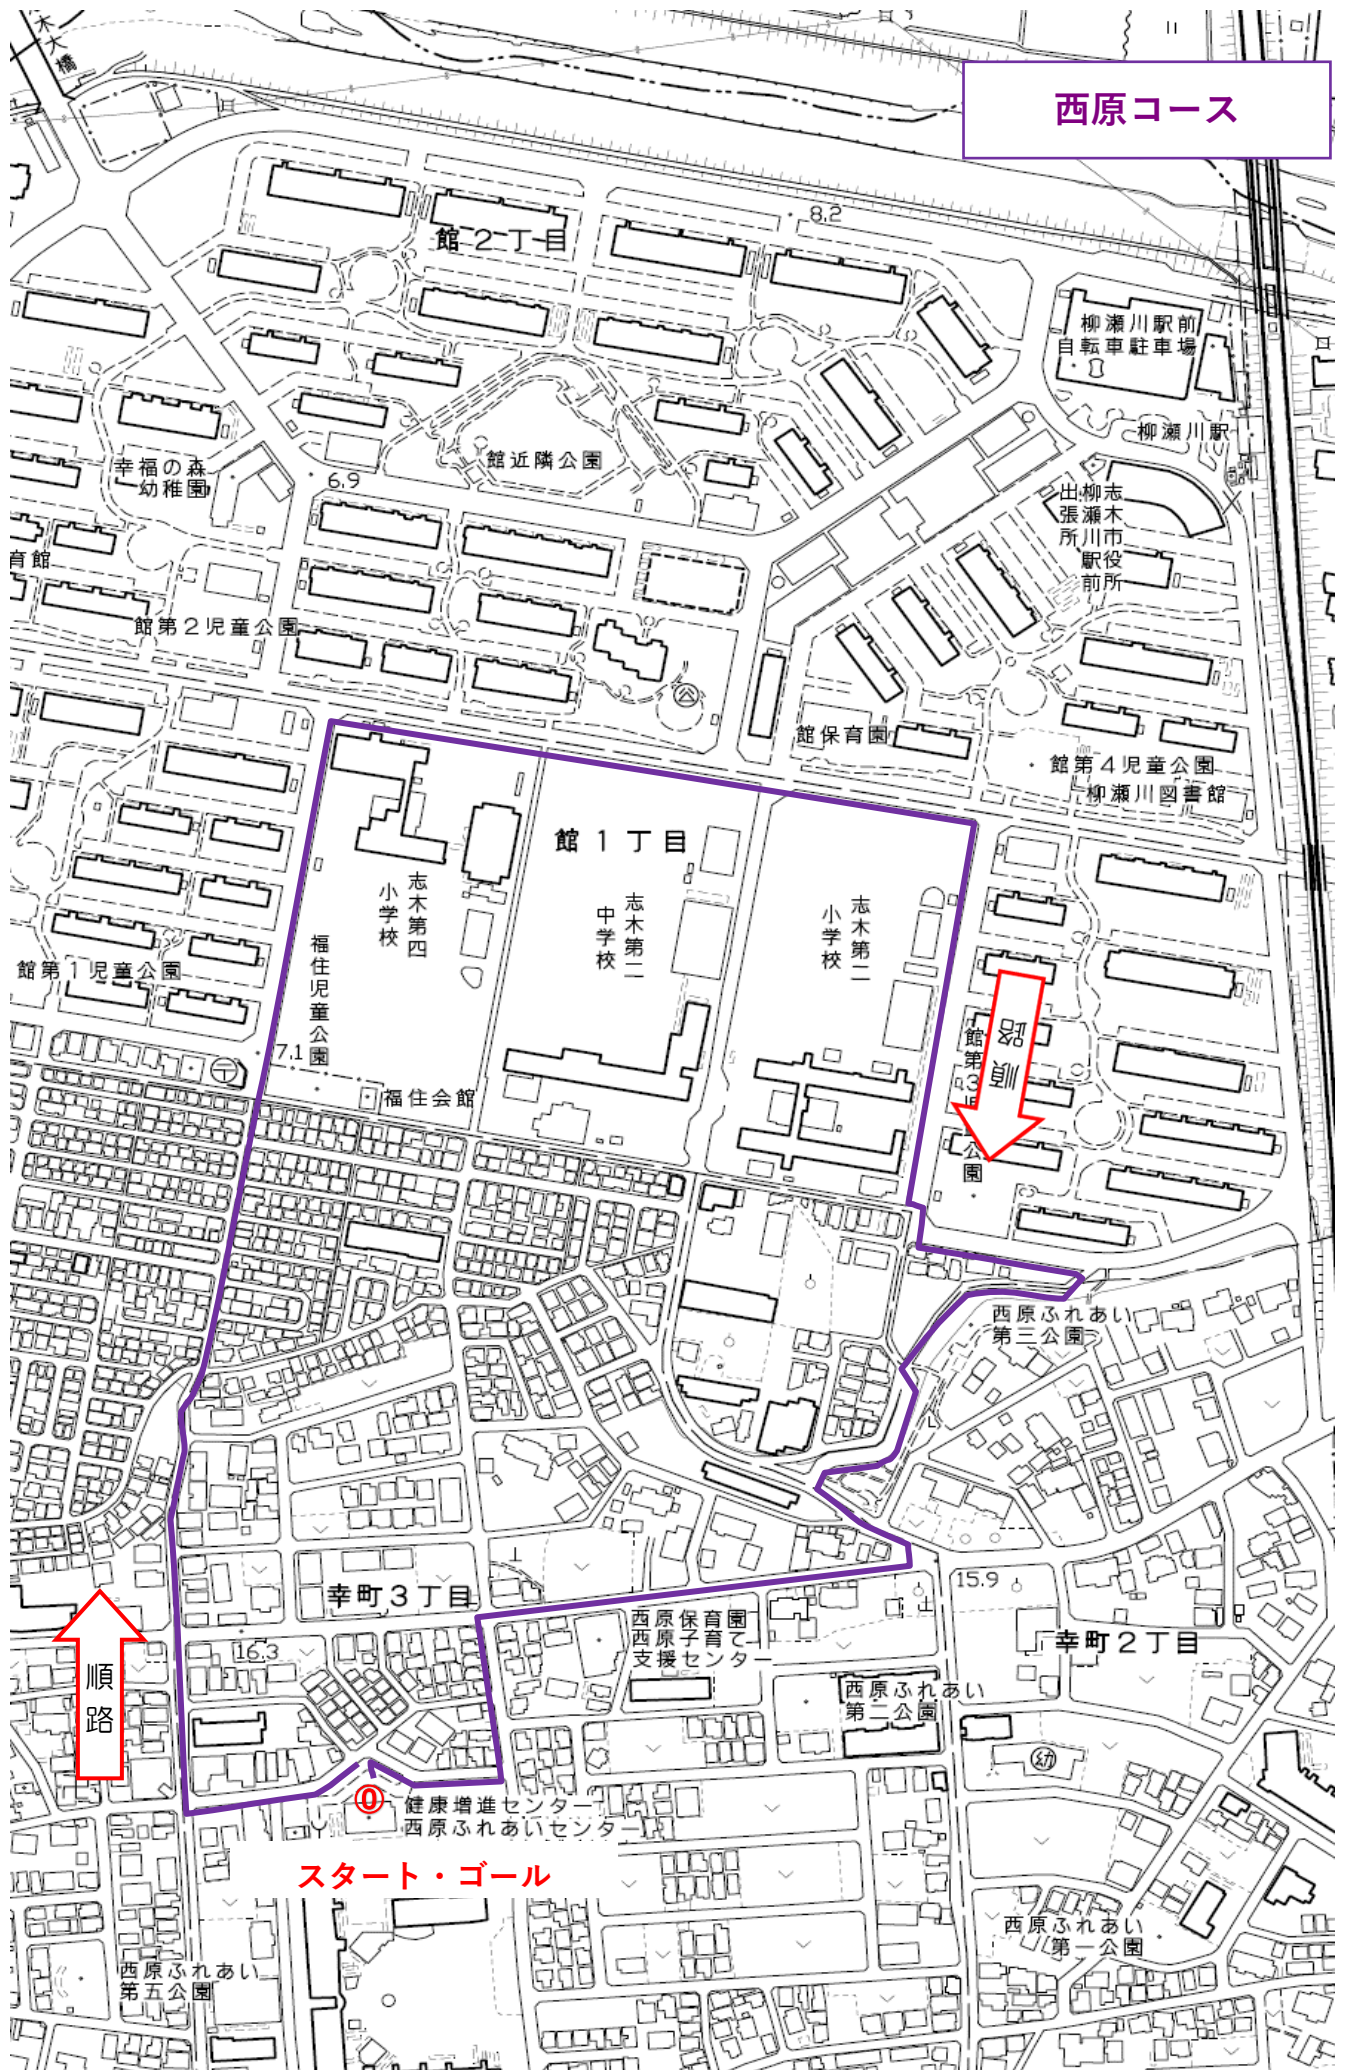 木大橋
西原コース
8.2
館2丁目
柳瀬川駅前
自転車駐車場
柳瀬川駅
館近隣公園
幸福の森
幼稚園
6.9
志木市役所
柳瀬川駅前
出張所
育館
館第2児童公園
公
館保育園
館第4児童公園
柳瀬川図書館
館1丁目
志木第四
小学校
志木第二
中学校
志木第二
小学校
福住児童公園
館第1児童公園
順路
7.1
福住会館
西原ふれあい
第三公園
15.9
幸町3丁目
西原保育園
西原子育て
支援センター
幸町2丁目
16.3
順路
西原ふれあい
第二公園
幼
0
健康増進センター
西原ふれあいセンター
スタート・ゴール
西原ふれあい
第一公園
西原ふれあい
第五公園